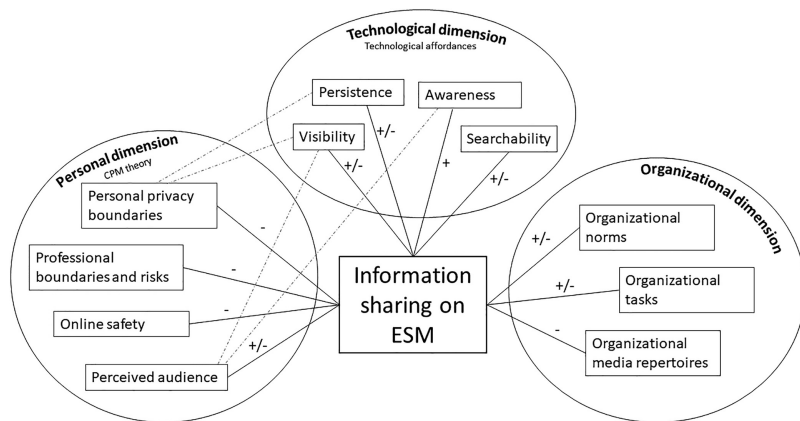 Technological dimension
Technological affordances
Persistence
Awareness
Visibility
Searchability
+/-
+/-
+
+/-
Personal dimension
CPM theory
Personal privacy
boundaries
Professional
boundaries and risks
Online safety
Perceived audience
-
-
-
+/-
Information
sharing on
ESM
Organizational dimension
Organizational
norms
Organizational
tasks
Organizational
media repertoires
+/-
+/-
-